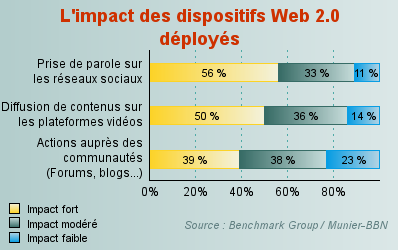 L'impact des dispositifs Web 2.0
déployés
Prise de parole sur
les réseaux sociaux
56 %
33 %
11 %
Diffusion de contenus sur
les plateformes vidéos
50 %
36 %
14 %
Actions auprès des
communautés
(Forums, blogs...)
39 %
38 %
23 %
0%
20%
40%
60%
80%
Impact fort
Impact modéré
Impact faible
Source : Benchmark Group / Munier-BBN